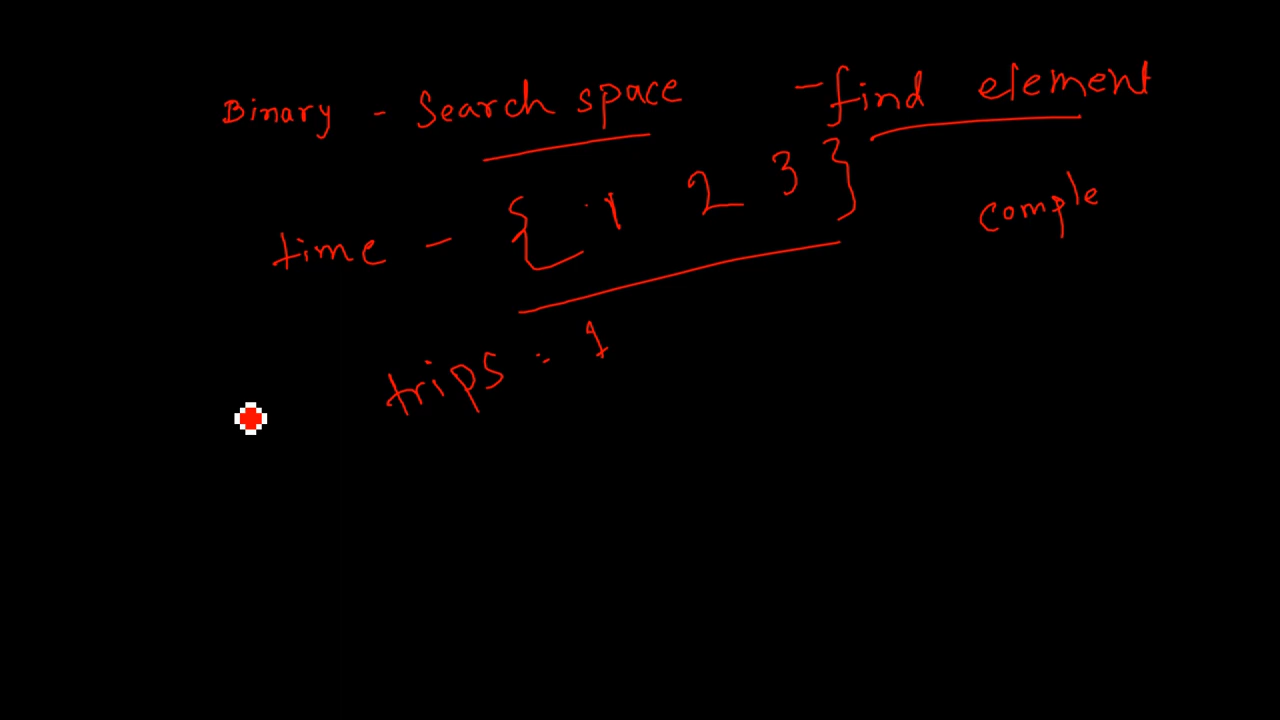 Binary - Search space - find element
time - { 1 2 3 }
comple
trips = 1